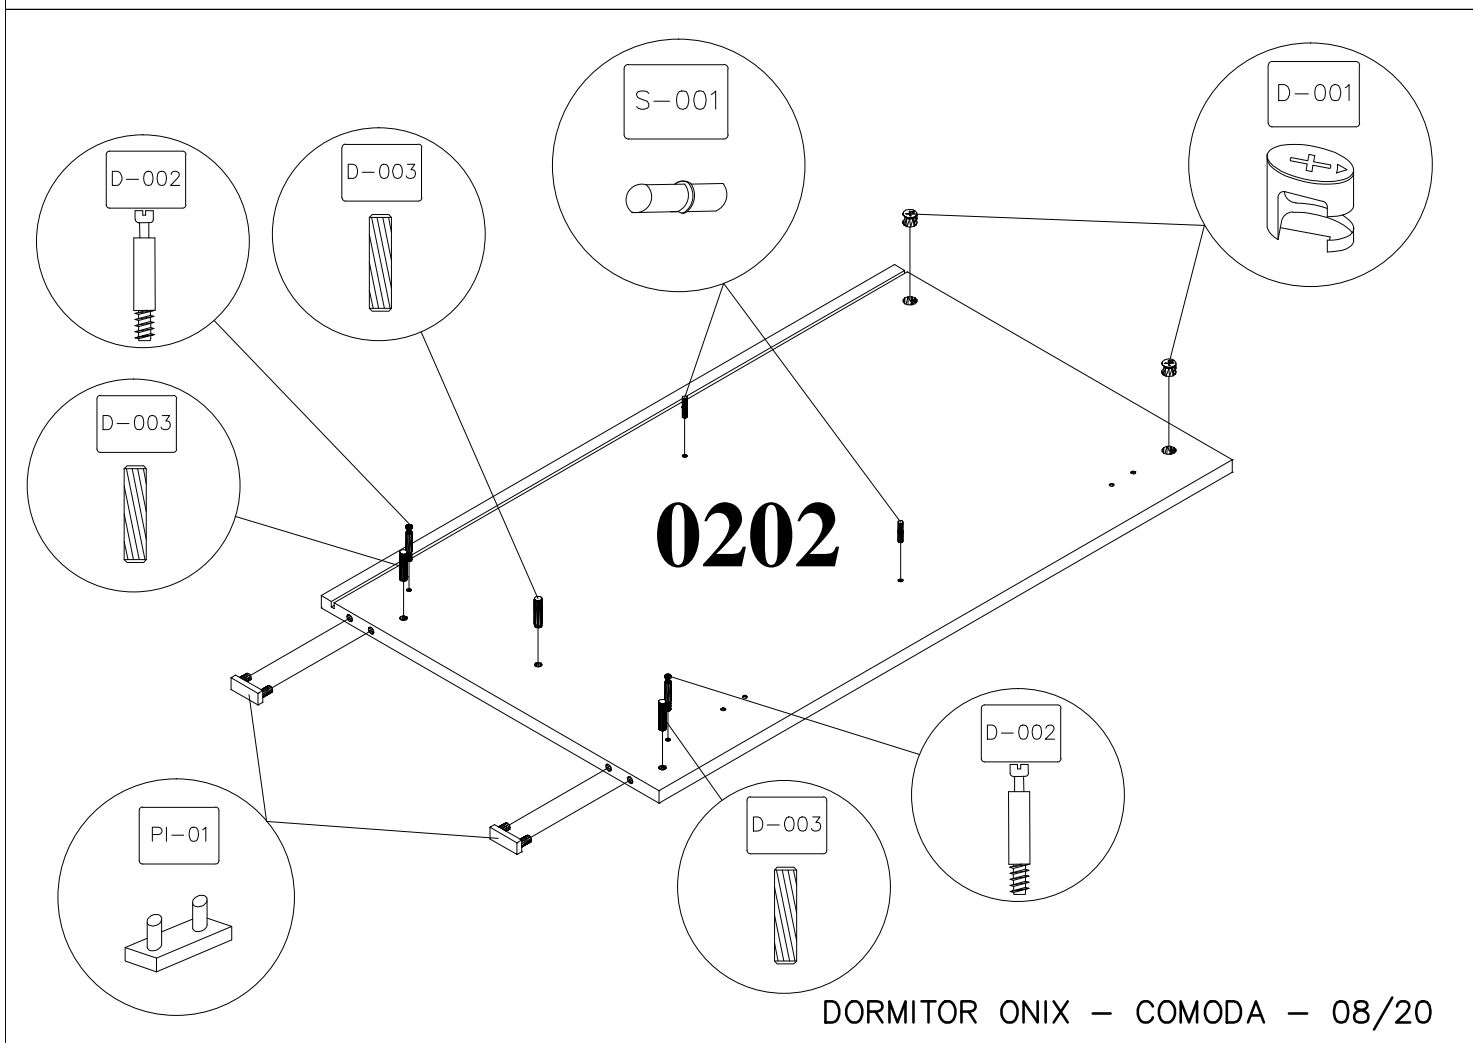 S-001
D-001
D-002
D-003
D-003
0202
D-002
PI-01
D-003
DORMITOR ONIX - COMODA - 08/20